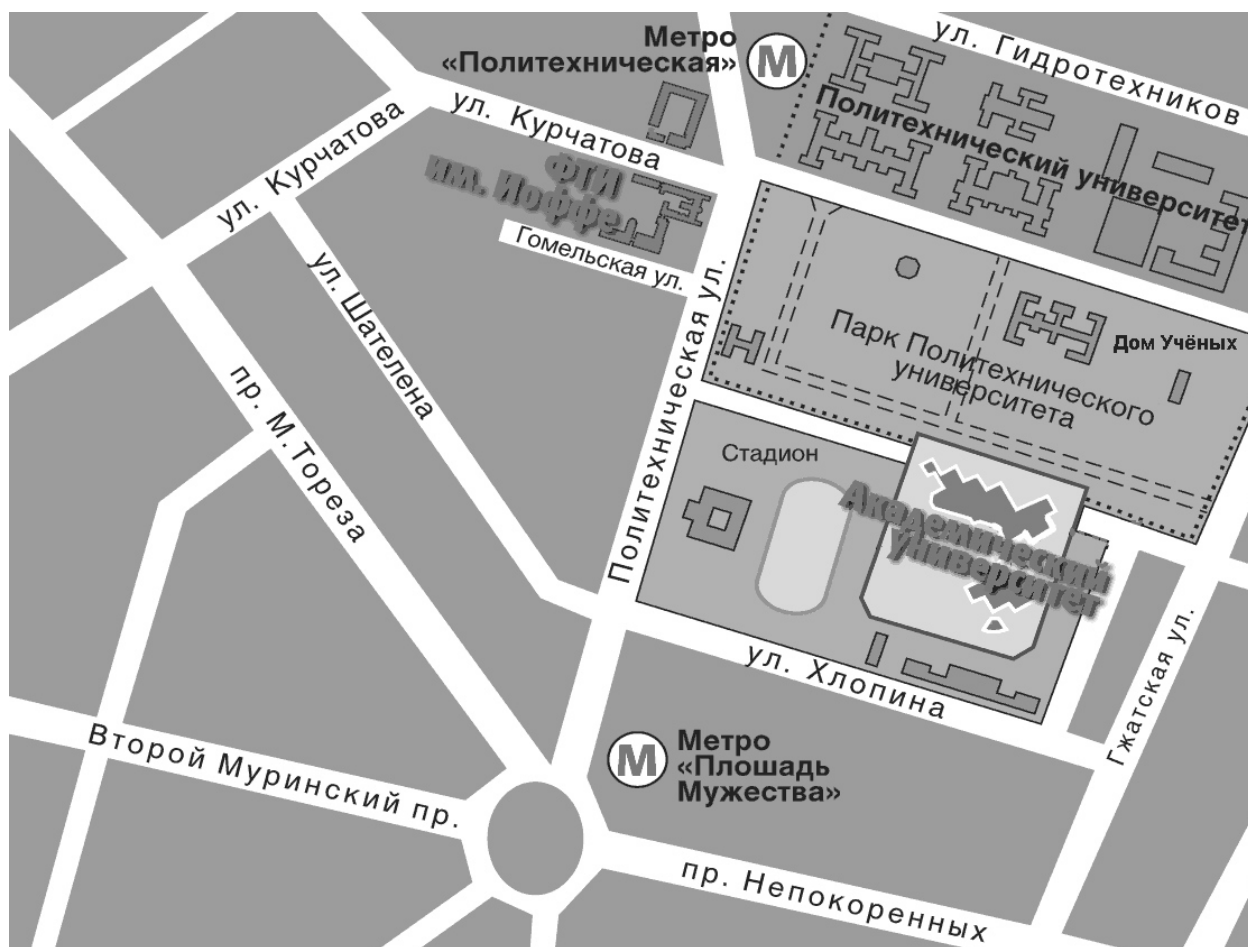 ул. Гидротехников
Метро
«Политехническая»
М
Политехнический университет
ул. Курчатова
ул. Курчатова
ФТИ
им. Иоффе
Гомельская ул.
ул. Шателена
Политехническая ул.
Парк Политехнического
университета
Дом Учёных
пр. М.Тореза
Стадион
Академический
университет
ул. Хлопина
Гжатская ул.
Второй Муринский пр.
М
Метро
«Плошадь
Мужества»
пр. Непокоренных